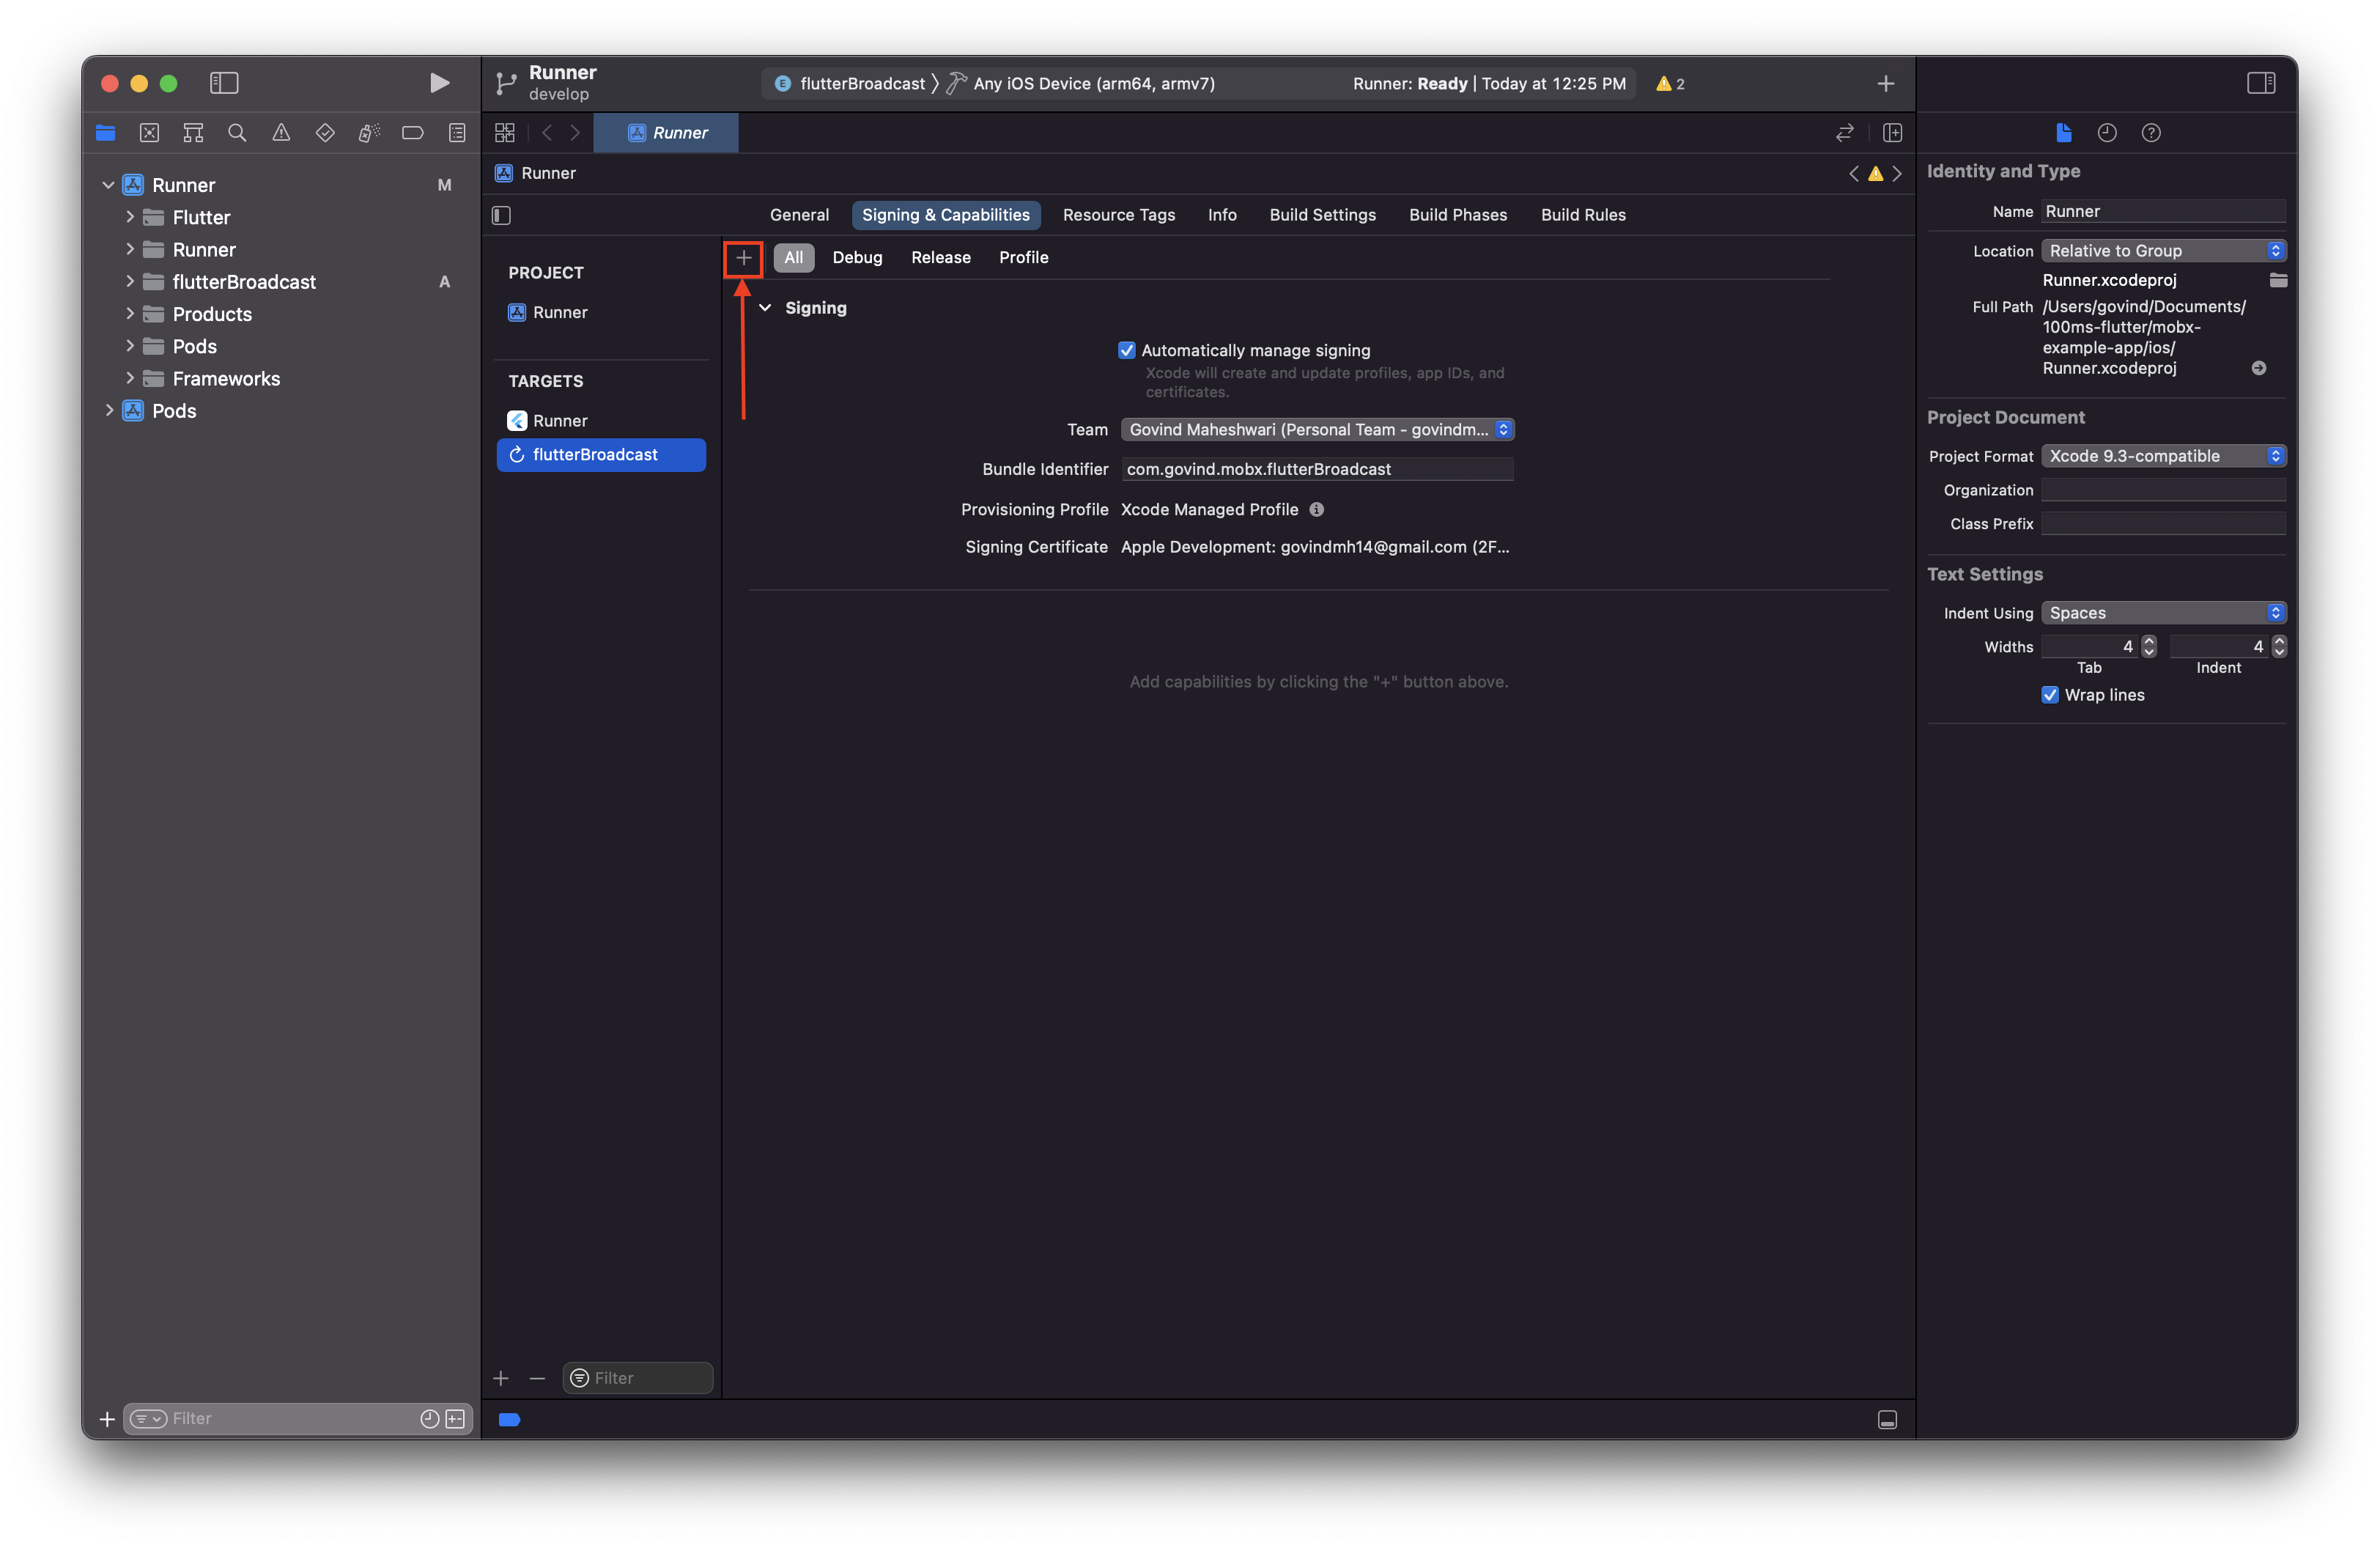 Runner
develop
flutterBroadcast
Any iOS Device (arm64, armv7)
Runner: Ready | Today at 12:25 PM
2
Runner M
Flutter
Runner
flutterBroadcast A
Products
Pods
Frameworks
Pods
Filter
Runner
Runner
General Signing & Capabilities Resource Tags Info Build Settings Build Phases Build Rules
PROJECT
Runner
TARGETS
Runner
flutterBroadcast
Filter
+ All Debug Release Profile
Signing
Automatically manage signing
Xcode will create and update profiles, app IDs, and
certificates.
Team Govind Maheshwari (Personal Team - govindm...
Bundle Identifier com.govind.mobx.flutterBroadcast
Provisioning Profile Xcode Managed Profile
Signing Certificate Apple Development: govindmh14@gmail.com (2F...
Add capabilities by clicking the "+" button above.
Identity and Type
Name Runner
Location Relative to Group
Runner.xcodeproj
Full Path /Users/govind/Documents/
100ms-flutter/mobx-
example-app/ios/
Runner.xcodeproj
Project Document
Project Format Xcode 9.3-compatible
Organization
Class Prefix
Text Settings
Indent Using Spaces
Widths 4 4
Tab Indent
Wrap lines